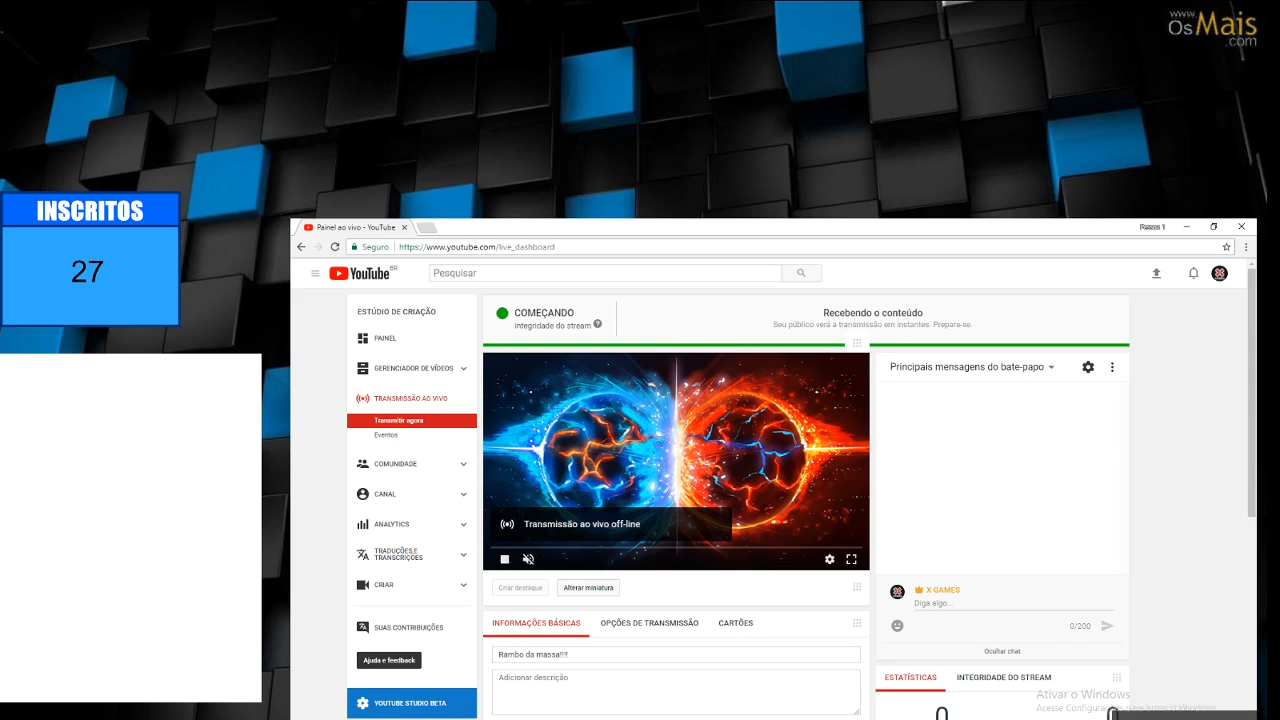 www
OsMais
.com
INSCRITOS
27
Painel ao vivo - YouTube
Seguro
https://www.youtube.com/live_dashboard
YouTube BR
Pesquisar
ESTÚDIO DE CRIAÇÃO
PAINEL
GERENCIADOR DE VÍDEOS
TRANSMISSÃO AO VIVO
Transmitir agora
Eventos
COMUNIDADE
CANAL
ANALYTICS
TRADUÇÕES E
TRANSCRIÇÕES
CRIAR
SUAS CONTRIBUIÇÕES
Ajuda e feedback
YOUTUBE STUDIO BETA
COMEÇANDO
Integridade do stream ?
Recebendo o conteúdo
Seu público verá a transmissão em instantes. Prepare-se.
Transmissão ao vivo off-line
Criar destaque
Alterar miniatura
INFORMAÇÕES BÁSICAS
OPÇÕES DE TRANSMISSÃO
CARTÕES
Rambo da massa!!!!
Adicionar descrição
Principais mensagens do bate-papo
X GAMES
Diga algo...
0/200
Ocultar chat
ESTATÍSTICAS
INTEGRIDADE DO STREAM
Ativar o Windows